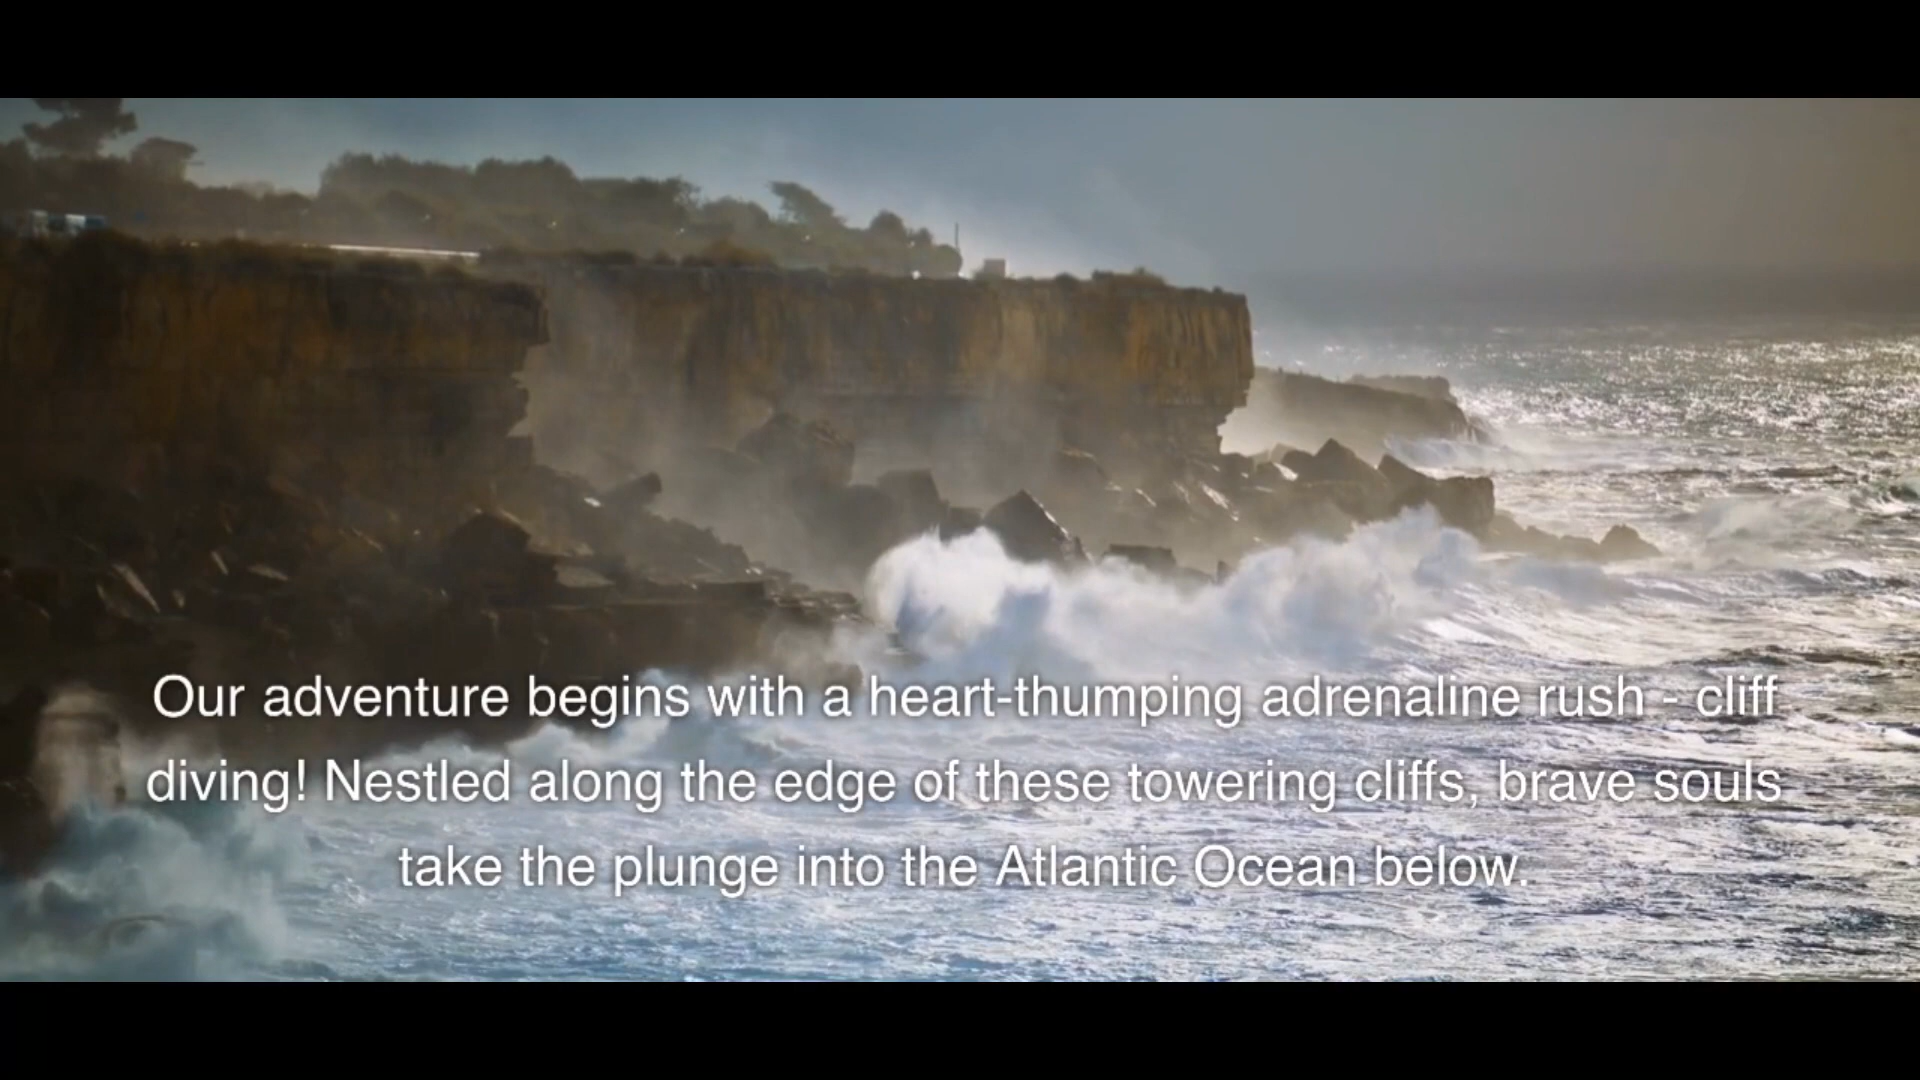 Our adventure begins with a heart-thumping adrenaline rush - cliff
diving! Nestled along the edge of these towering cliffs, brave souls
take the plunge into the Atlantic Ocean below.